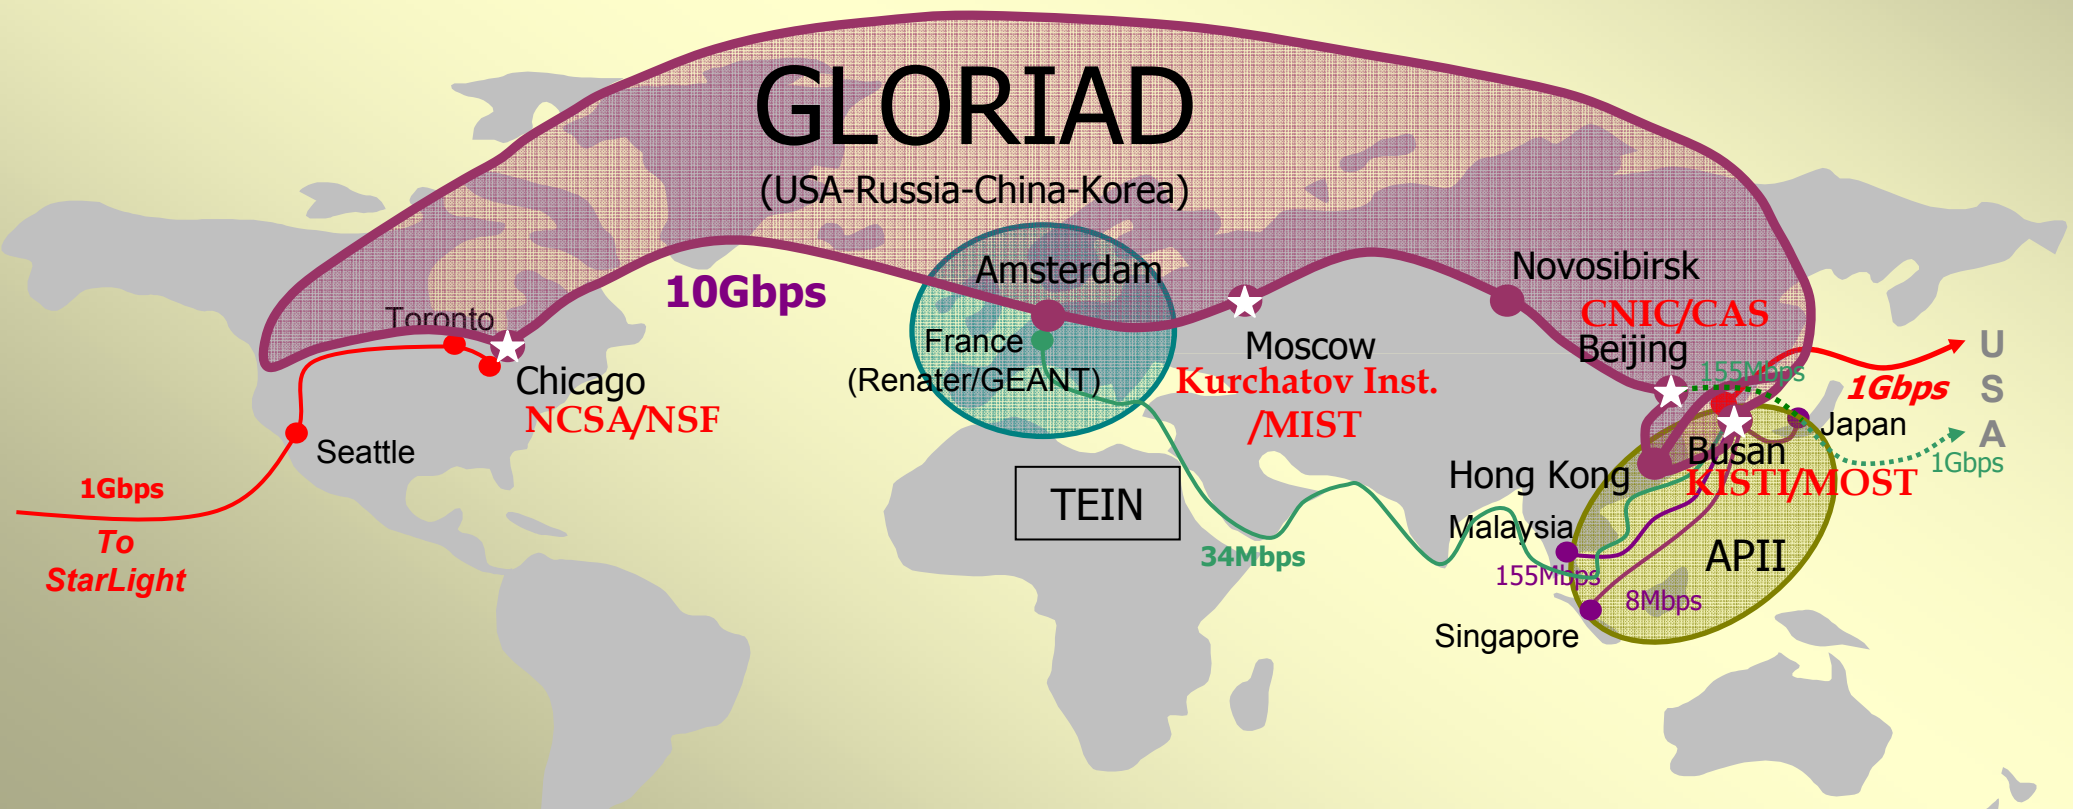 GLORIAD
(USA-Russia-China-Korea)
10Gbps
Amsterdam
Novosibirsk
CNIC/CAS
Beijing
Toronto
France
(Renater/GEANT)
Moscow
Kurchatov Inst.
/MIST
Chicago
NCSA/NSF
Seattle
155Mbps
1Gbps
U
S
A
Japan
1Gbps
Busan
KISTI/MOST
Hong Kong
1Gbps
To
StarLight
TEIN
34Mbps
Malaysia
155Mbps
APII
8Mbps
Singapore